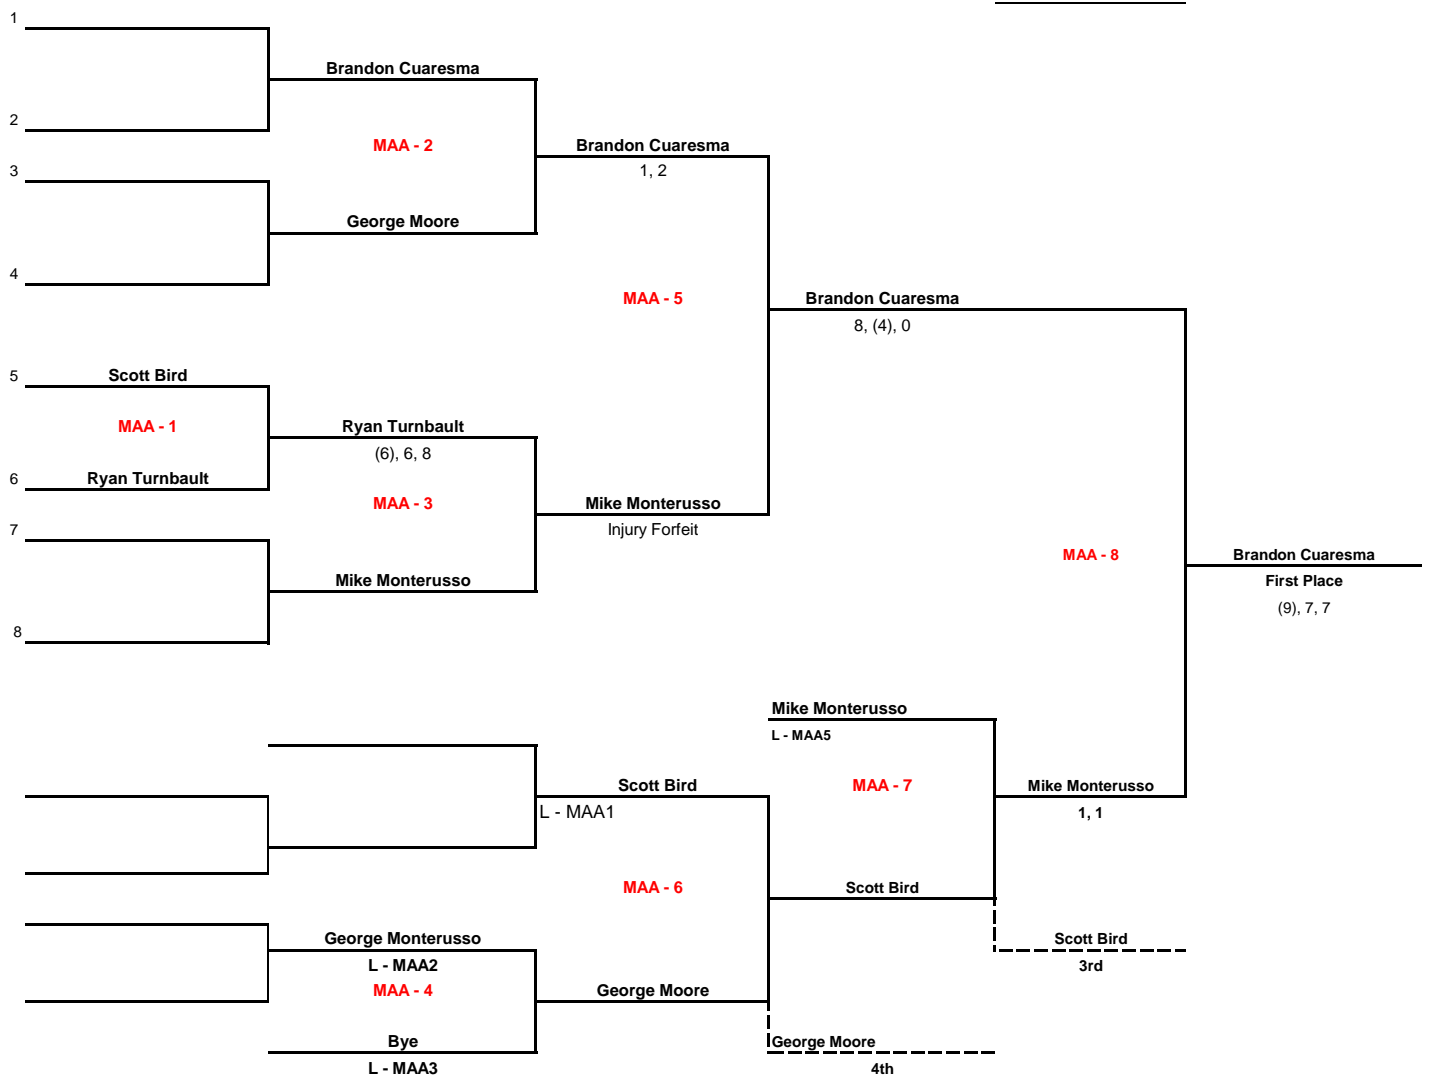 1
Brandon Cuaresma
2
MAA - 2
Brandon Cuaresma
3
1, 2
George Moore
4
MAA - 5
Brandon Cuaresma
8, (4), 0
5
Scott Bird
MAA - 1
Ryan Turnbault
(6), 6, 8
6
Ryan Turnbault
MAA - 3
Mike Monterusso
7
Injury Forfeit
MAA - 8
Brandon Cuaresma
Mike Monterusso
First Place
(9), 7, 7
8
Mike Monterusso
L - MAA5
Scott Bird
MAA - 7
Mike Monterusso
L - MAA1
1, 1
MAA - 6
Scott Bird
George Monterusso
Scott Bird
L - MAA2
3rd
MAA - 4
George Moore
Bye
George Moore
L - MAA3
4th